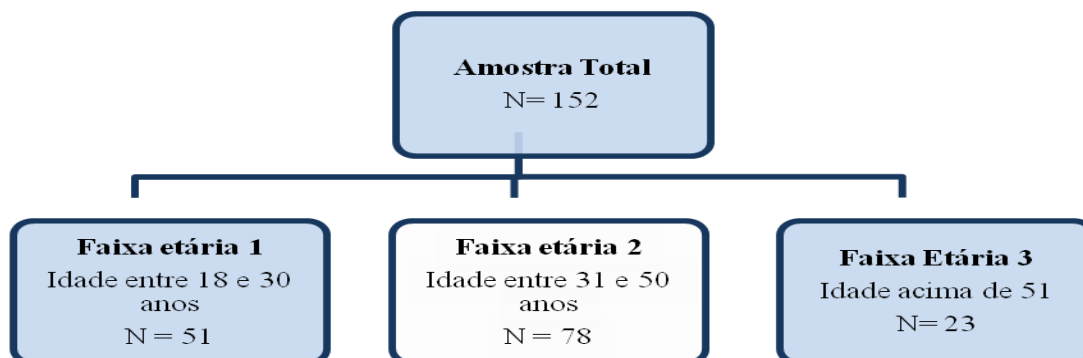 Amostra Total
N= 152
Faixa etária 1
Idade entre 18 e 30
anos
N = 51
Faixa etária 2
Idade entre 31 e 50
anos
N = 78
Faixa Etária 3
Idade acima de 51
N= 23